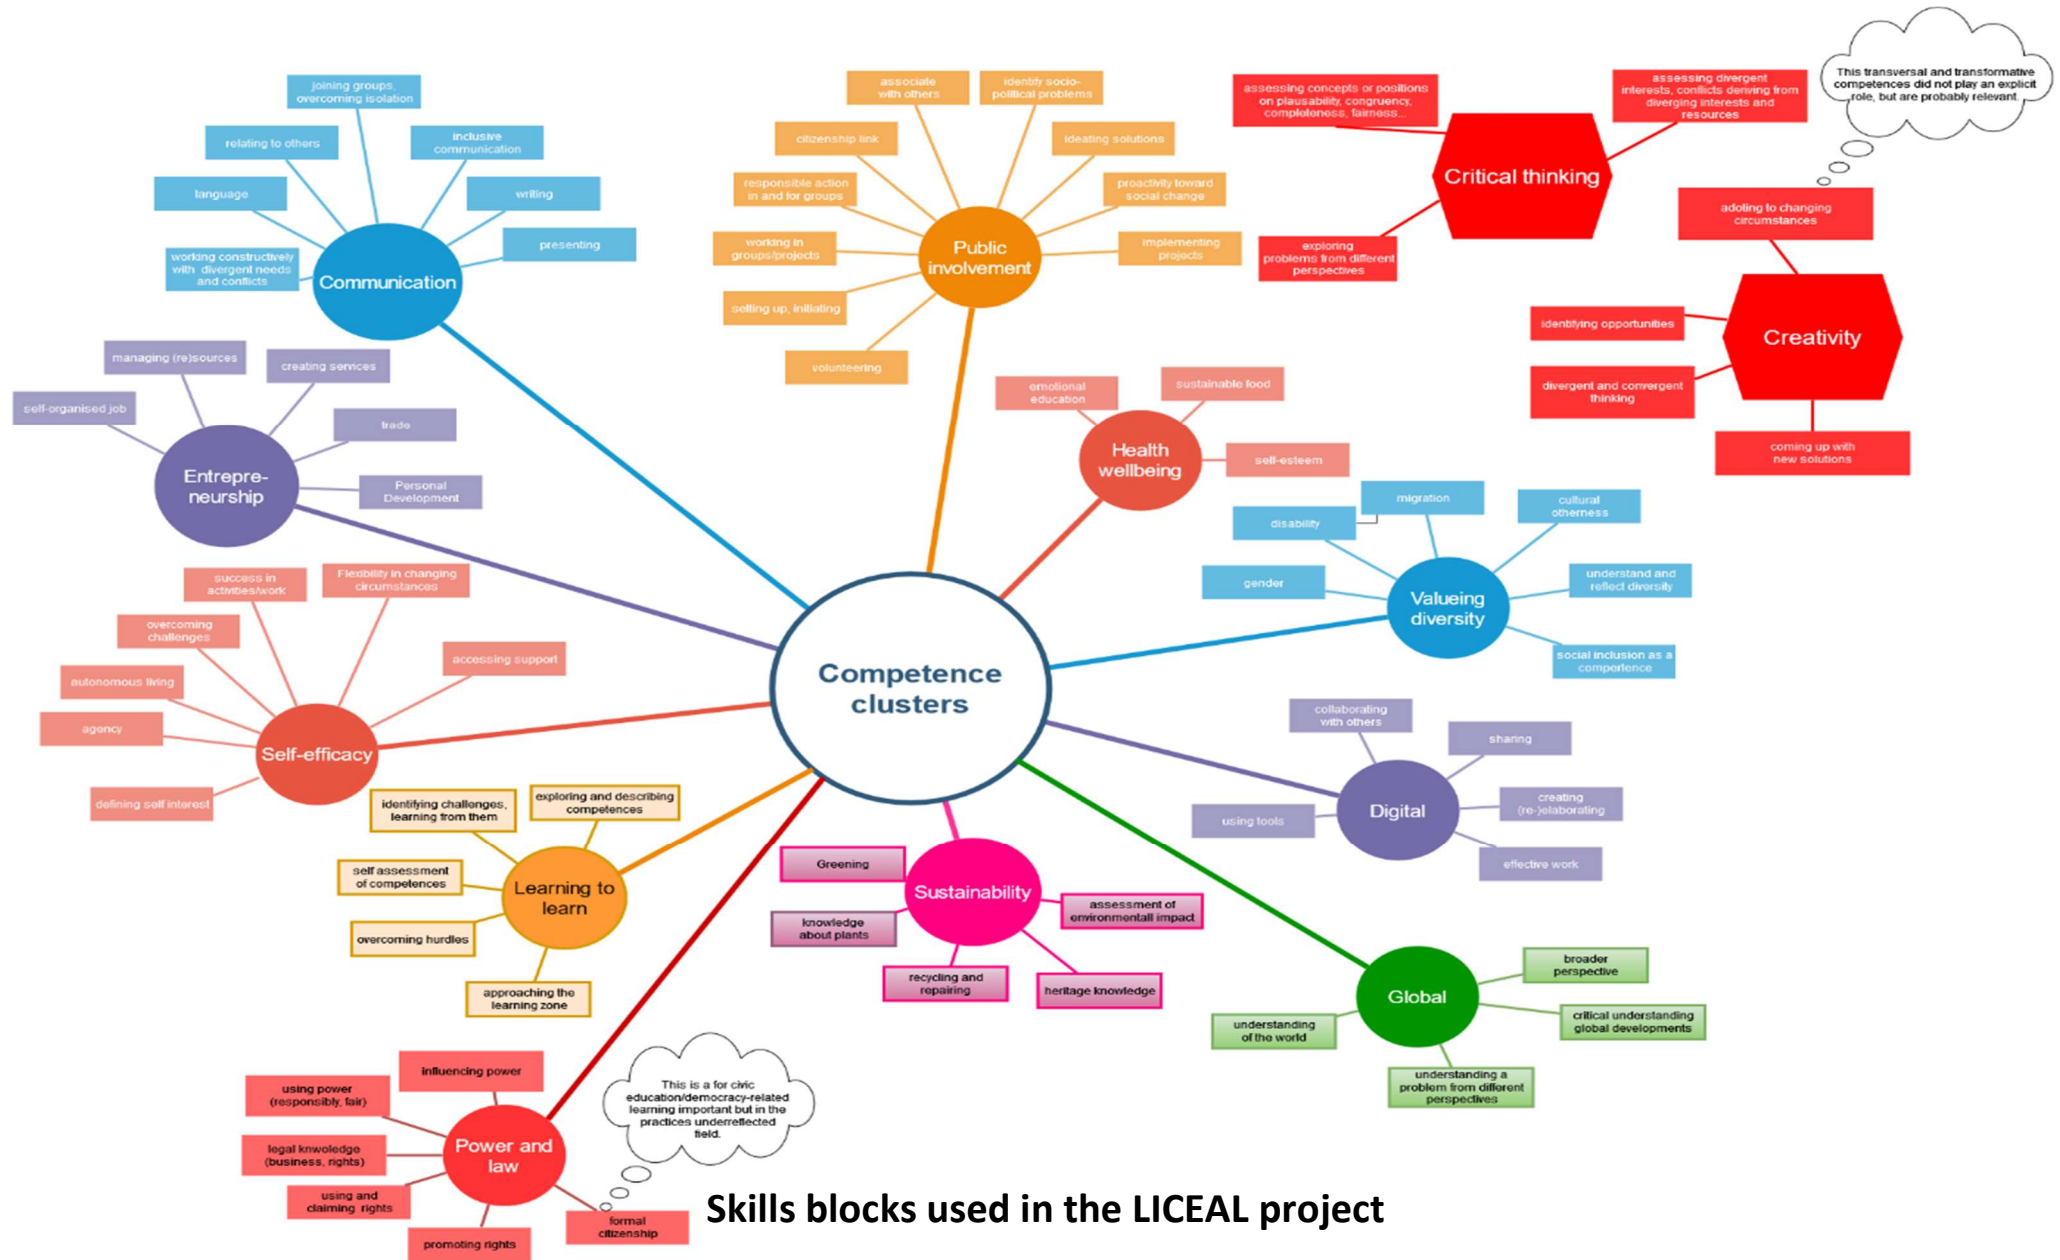 joining groups,
overcoming isolation
relating to others
inclusive
communication
language
writing
working constructively
with divergent needs
and conflicts
presenting
Communication
associate
with others
identify socio-
political problems
citizenship link
ideating solutions
responsible action
in and for groups
proactivity toward
social change
working in
groups/projects
implementing
projects
setting up, initiating
volunteering
Public
involvement
assessing concepts or positions
on plausability, congruency,
completeness, fairness...
assessing divergent
interests, conflicts deriving from
diverging interests and
resources
exploring
problems from different
perspectives
Critical thinking
This transversal and transformative
competences did not play an explicit
role, but are probably relevant.
adoting to changing
circumstances
identifying opportunities
divergent and convergent
thinking
coming up with
new solutions
Creativity
managing (re)sources
creating services
self-organised job
trade
Personal
Development
Entrepre-
neurship
emotional
education
sustainable food
self-esteem
Health
wellbeing
migration
disability
cultural
otherness
gender
understand and
reflect diversity
social inclusion as a
compertence
Valueing
diversity
success in
activities/work
Flexibility in changing
circumstances
overcoming
challenges
accessing support
autonomous living
agency
defining self interest
Self-efficacy
Competence
clusters
collaborating
with others
sharing
using tools
creating
(re-)elaborating
effective work
Digital
identifying challenges,
learning from them
exploring and describing
competences
self assessment
of competences
overcoming hurdles
approaching the
learning zone
Learning to
learn
Greening
knowledge
about plants
assessment of
environmentall impact
recycling and
repairing
heritage knowledge
Sustainability
broader
perspective
critical understanding
global developments
understanding
of the world
understanding a
problem from different
perspectives
Global
influencing power
using power
(responsibly, fair)
legal knwoledge
(business, rights)
using and
claiming rights
promoting rights
formal
citizenship
Power and
law
This is a for civic
education/democracy-related
learning important but in the
practices underreflected
field.
Skills blocks used in the LICEAL project